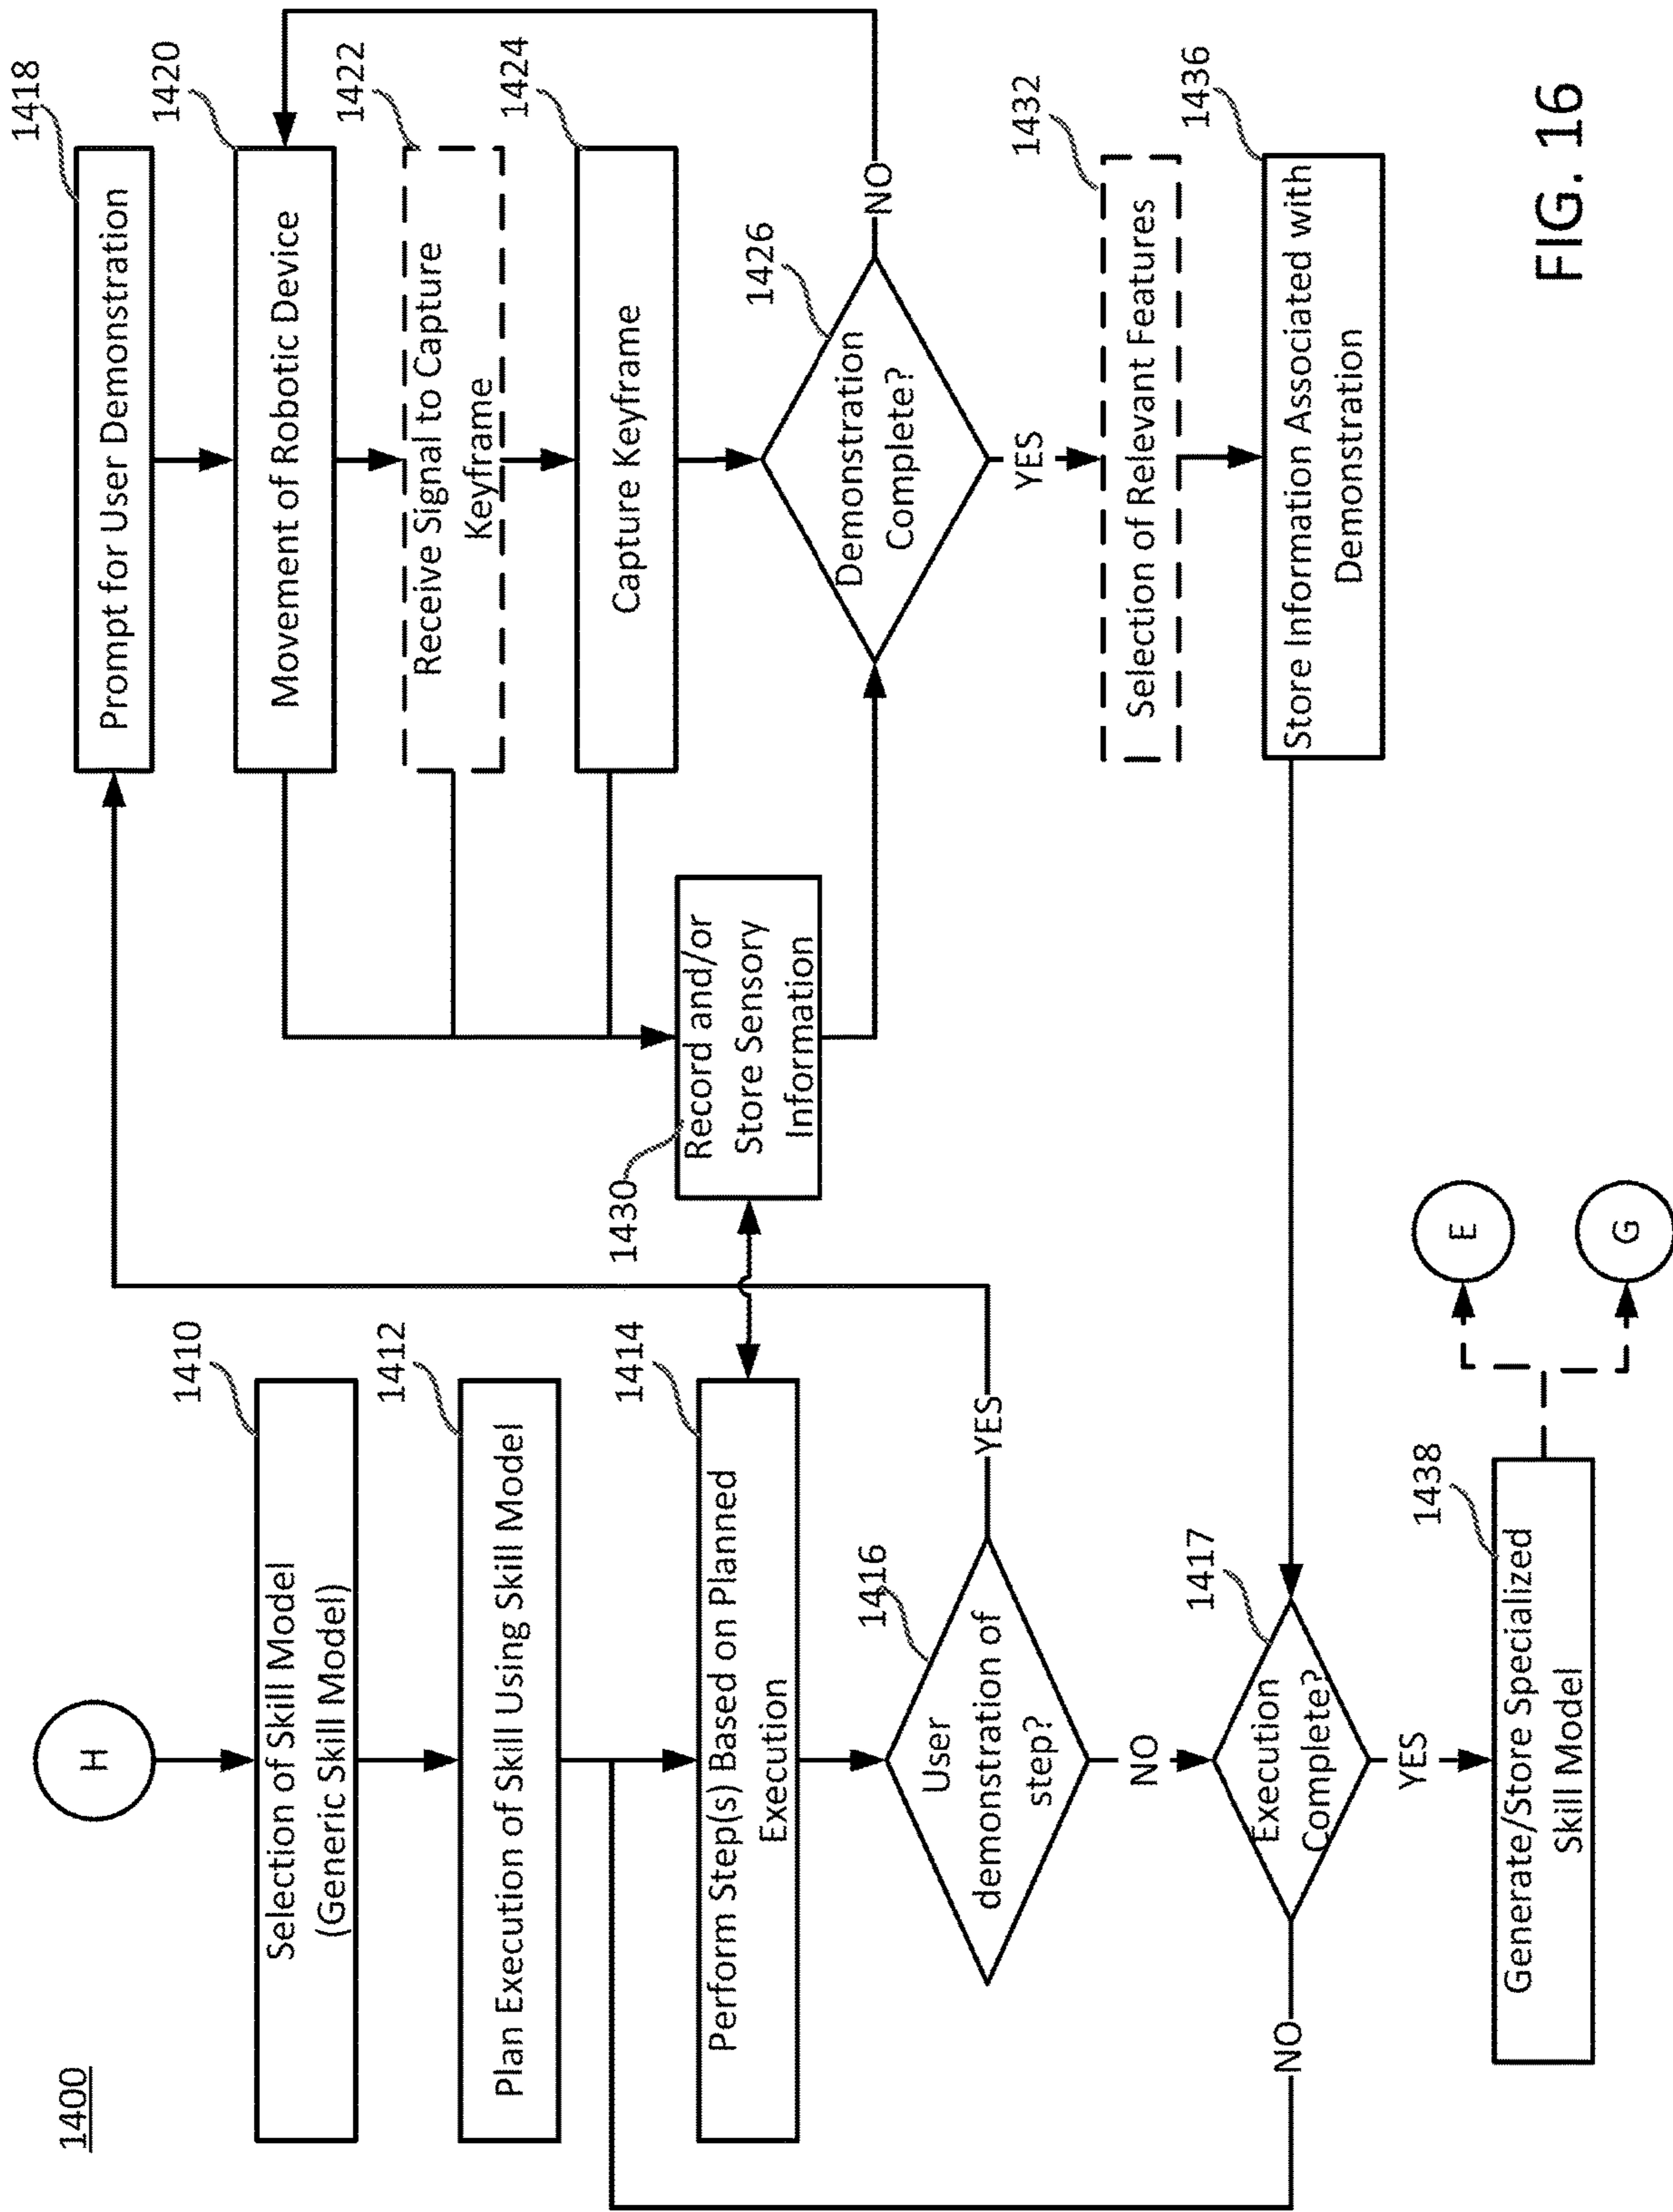 1400
H
1410
Selection of Skill Model
(Generic Skill Model)
1412
Plan Execution of Skill Using Skill Model
1414
Perform Step(s) Based on Planned
Execution
1416
User
demonstration of
step?
YES
NO
1417
Execution
Complete?
NO
YES
1438
Generate/Store Specialized
Skill Model
E
G
1418
Prompt for User Demonstration
1420
Movement of Robotic Device
1422
Receive Signal to Capture
Keyframe
1424
Capture Keyframe
1430
Record and/or
Store Sensory
Information
1426
Demonstration
Complete?
NO
YES
1432
Selection of Relevant Features
1436
Store Information Associated with
Demonstration
FIG. 16